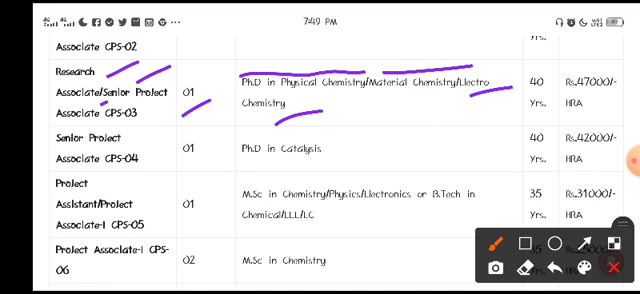 7:49 PM
Associate CPS-02
Yrs.
Research
Associate/Senior Project
Associate CPS-03
01
Ph.D in Physical Chemistry/Material Chemistry/Electro
Chemistry
40
Yrs.
Rs.47000/-
HRA
Senior Project
Associate CPS-04
01
Ph.D in Catalysis
40
Yrs.
Rs.42000/-
HRA
Project
Assistant/Project
Associate-I CPS-05
01
M.Sc in Chemistry/Physics/Electronics or B.Tech in
Chemical/EEE/EC
35
Yrs.
Rs.31000/-
HRA
Project Associate-I CPS-
06
02
M.Sc in Chemistry
35